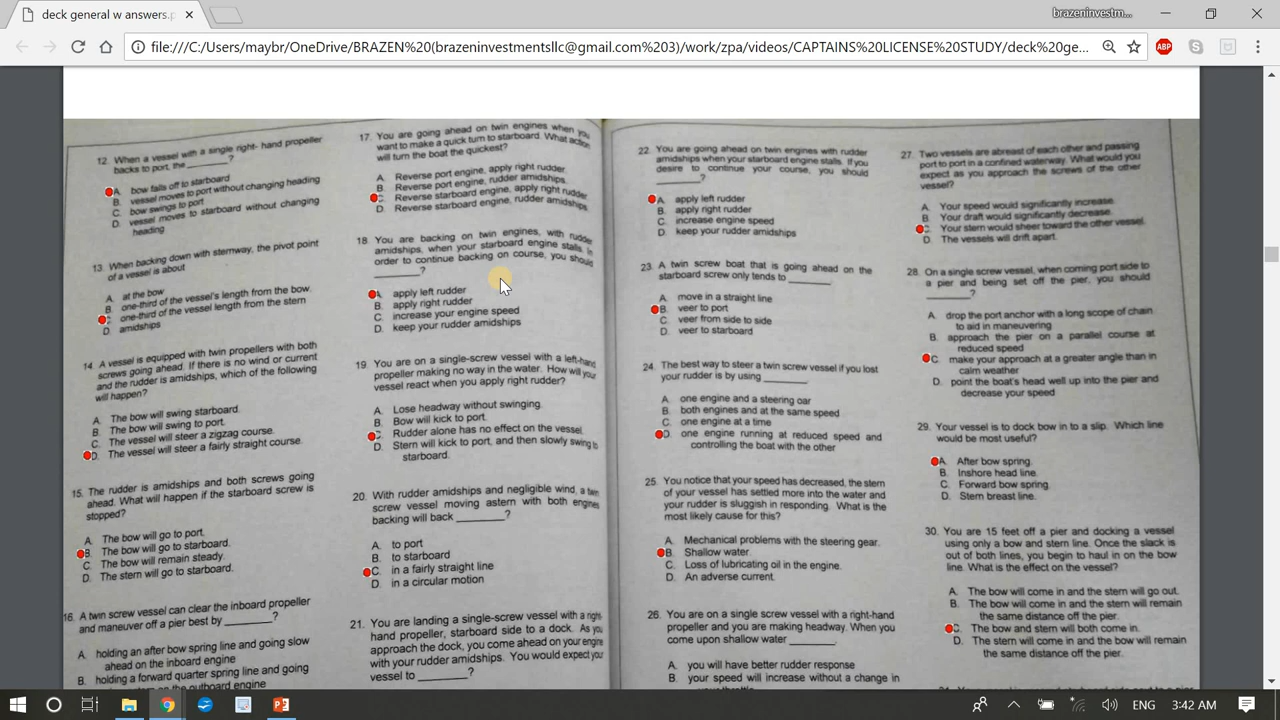 deck general w answers.p
brazeninvestm...
file:///C:/Users/maybr/OneDrive/BRAZEN%20(brazeninvestmentsllc@gmail.com%203)/work/zpa/videos/CAPTAINS%20LICENSE%20STUDY/deck%20ge...
ABP
12. When a vessel with a single right- hand propeller
backs to port, the ________?
A. bow falls off to starboard
B. vessel moves to port without changing heading
C. bow swings to port
D. vessel moves to starboard without changing
heading
13. When backing down with sternway, the pivot point
of a vessel is about
A. at the bow
B. one-third of the vessel's length from the bow.
C. one-third of the vessel length from the stern
D. amidships
14. A vessel is equipped with twin propellers with both
screws going ahead. If there is no wind or current
and the rudder is amidships, which of the following
will happen?
A. The bow will swing starboard.
B. The bow will swing to port.
C. The vessel will steer a zigzag course.
D. The vessel will steer a fairly straight course.
15. The rudder is amidships and both screws going
ahead. What will happen if the starboard screw is
stopped?
A. The bow will go to port.
B. The bow will go to starboard.
C. The bow will remain steady.
D. The stern will go to starboard.
16. A twin screw vessel can clear the inboard propeller
and maneuver off a pier best by ________?
A. holding an after bow spring line and going slow
ahead on the inboard engine
B. holding a forward quarter spring line and going
on the outboard engine
17. You are going ahead on twin engines when you
want to make a quick turn to starboard. What action
will turn the boat the quickest?
A. Reverse port engine, apply right rudder.
B. Reverse port engine, rudder amidships.
C. Reverse starboard engine, apply right rudder
D. Reverse starboard engine, rudder amidships.
18 You are backing on twin engines, with rudder
amidships, when your starboard engine stalls. In
order to continue backing on course, you should
________?
A. apply left rudder
B. apply right rudder
C. increase your engine speed
D. keep your rudder amidships
19. You are on a single-screw vessel with a left-hand
propeller making no way in the water. How will your
vessel react when you apply right rudder?
A. Lose headway without swinging.
B. Bow will kick to port.
C. Rudder alone has no effect on the vessel.
D. Stern will kick to port, and then slowly swing to
starboard.
20. With rudder amidships and negligible wind, a twin
screw vessel moving astern with both engines
backing will back ________?
A. to port
B. to starboard
C. in a fairly straight line
D. in a circular motion
21. You are landing a single-screw vessel with a right
hand propeller, starboard side to a dock. As you
approach the dock, you come ahead on your engine
with your rudder amidships. You would expect your
vessel to ________?
22. You are going ahead on twin engines with rudder
amidships when your starboard engine stalls. If you
desire to continue your course, you should
________?
A. apply left rudder
B. apply right rudder
C. increase engine speed
D. keep your rudder amidships
23. A twin screw boat that is going ahead on the
starboard screw only tends to ________
A. move in a straight line
B. veer to port
C. veer from side to side
D. veer to starboard
24. The best way to steer a twin screw vessel if you lost
your rudder is by using ________
A. one engine and a steering oar
B. both engines and at the same speed
C. one engine at a time
D. one engine running at reduced speed and
controlling the boat with the other
25. You notice that your speed has decreased, the stern
of your vessel has settled more into the water and
your rudder is sluggish in responding. What is the
most likely cause for this?
A. Mechanical problems with the steering gear.
B. Shallow water.
C. Loss of lubricating oil in the engine.
D. An adverse current.
26. You are on a single screw vessel with a right-hand
propeller and you are making headway. When you
come upon shallow water ________.
A. you will have better rudder response
B. your speed will increase without a change in
your throttle
27. Two vessels are abreast of each other and passing
port to port in a confined waterway. What would you
expect as you approach the screws of the other
vessel?
A. Your speed would significantly increase.
B. Your draft would significantly decrease.
C. Your stern would sheer toward the other vessel.
D. The vessels will drift apart.
28. On a single screw vessel, when coming port side to
a pier and being set off the pier, you should
________?
A. drop the port anchor with a long scope of chain
to aid in maneuvering
B. approach the pier on a parallel course at
reduced speed
C. make your approach at a greater angle than in
calm weather
D. point the boat's head well up into the pier and
decrease your speed
29. Your vessel is to dock bow in to a slip. Which line
would be most useful?
A. After bow spring.
B. Inshore head line.
C. Forward bow spring.
D. Stern breast line.
30. You are 15 feet off a pier and docking a vessel
using only a bow and stern line. Once the slack is
out of both lines, you begin to haul in on the bow
line. What is the effect on the vessel?
A. The bow will come in and the stern will go out.
B. The bow will come in and the stern will remain
the same distance off the pier.
C. The bow and stern will both come in.
D. The stern will come in and the bow will remain
the same distance off the pier.
ENG
3:42 AM